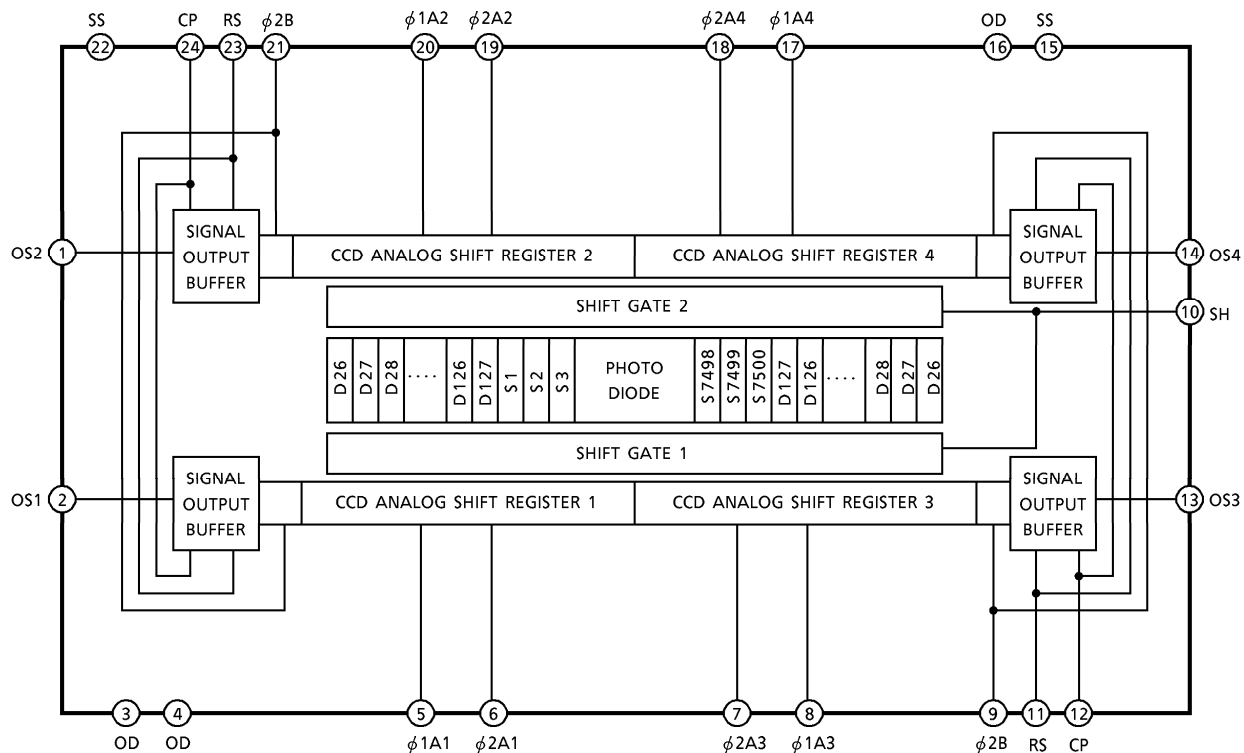 SS CP RS ϕ2B ϕ1A2 ϕ2A2 ϕ2A4 ϕ1A4 OD SS
22 24 23 21 20 19 18 17 16 15
SIGNAL
OUTPUT
BUFFER
SIGNAL
OUTPUT
BUFFER
OS2 1
CCD ANALOG SHIFT REGISTER 2
CCD ANALOG SHIFT REGISTER 4
14 OS4
SHIFT GATE 2
10 SH
D26 D27 D28 ···· D126 D127 S1 S2 S3
PHOTO
DIODE
S7498 S7499 S7500 D127 D126 ···· D28 D27 D26
SHIFT GATE 1
SIGNAL
OUTPUT
BUFFER
SIGNAL
OUTPUT
BUFFER
OS1 2
CCD ANALOG SHIFT REGISTER 1
CCD ANALOG SHIFT REGISTER 3
13 OS3
3 4 5 6 7 8 9 11 12
OD OD ϕ1A1 ϕ2A1 ϕ2A3 ϕ1A3 ϕ2B RS CP